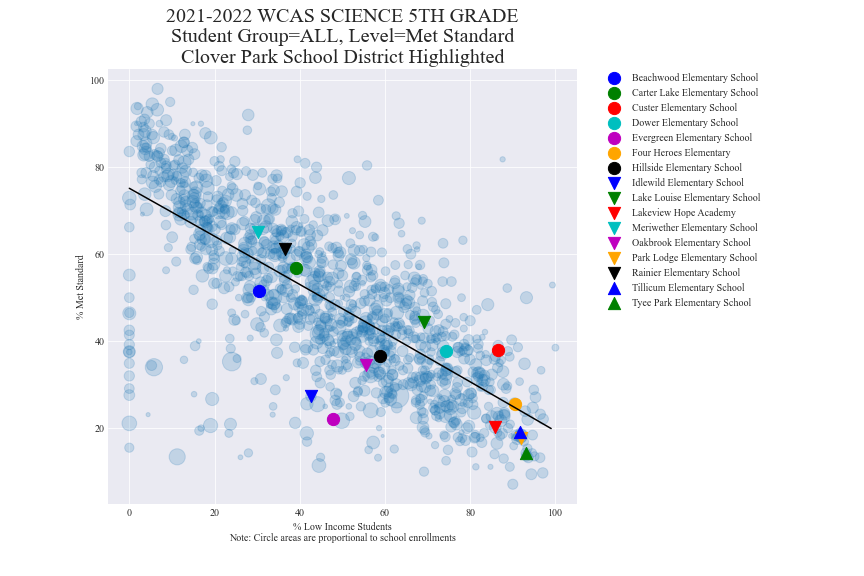 2021-2022 WCAS SCIENCE 5TH GRADE
Student Group=ALL, Level=Met Standard
Clover Park School District Highlighted
100
80
60
40
20
% Met Standard
0 20 40 60 80 100
% Low Income Students
Note: Circle areas are proportional to school enrollments
Beachwood Elementary School
Carter Lake Elementary School
Custer Elementary School
Dower Elementary School
Evergreen Elementary School
Four Heroes Elementary
Hillside Elementary School
Idlewild Elementary School
Lake Louise Elementary School
Lakeview Hope Academy
Meriwether Elementary School
Oakbrook Elementary School
Park Lodge Elementary School
Rainier Elementary School
Tillicum Elementary School
Tyee Park Elementary School